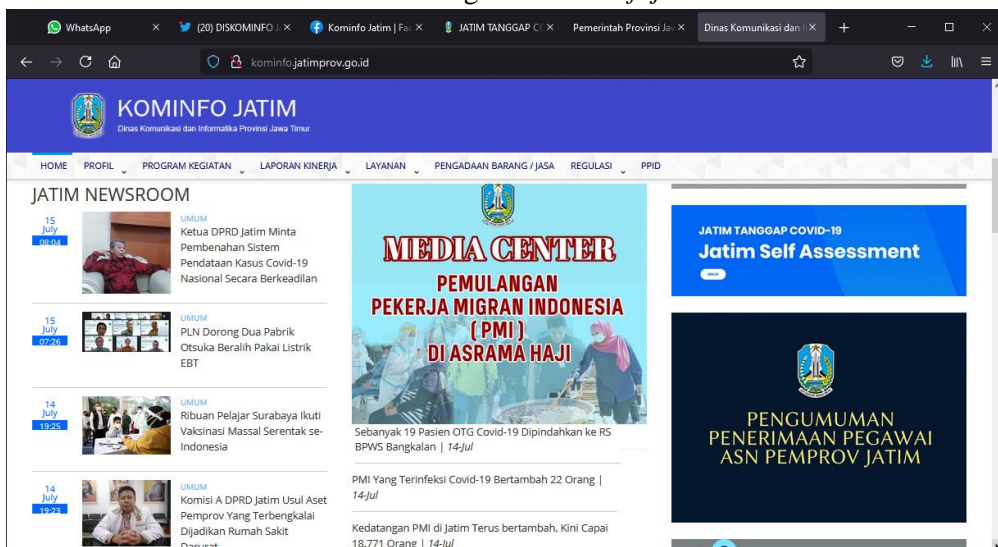 WhatsApp
(20) DISKOMINFO J
Kominfo Jatim | Fac
JATIM TANGGAP CO
Pemerintah Provinsi Jav
Dinas Komunikasi dan I
kominfo.jatimprov.go.id
KOMINFO JATIM
Dinas Komunikasi dan Informatika Provinsi Jawa Timur
HOME PROFIL PROGRAM KEGIATAN LAPORAN KINERJA LAYANAN PENGADAAN BARANG / JASA REGULASI PPID
JATIM NEWSROOM
15
July
08:04
UMUM
Ketua DPRD Jatim Minta
Pembenahan Sistem
Pendataan Kasus Covid-19
Nasional Secara Berkeadilan
15
July
07:26
UMUM
PLN Dorong Dua Pabrik
Otsuka Beralih Pakai Listrik
EBT
14
July
19:25
UMUM
Ribuan Pelajar Surabaya Ikuti
Vaksinasi Massal Serentak se-
Indonesia
14
July
19:23
UMUM
Komisi A DPRD Jatim Usul Aset
Pemprov Yang Terbengkalai
Dijadikan Rumah Sakit
Darurat
MEDIA CENTER
PEMULANGAN
PEKERJA MIGRAN INDONESIA
( PMI )
DI ASRAMA HAJI
Sebanyak 19 Pasien OTG Covid-19 Dipindahkan ke RS
BPWS Bangkalan | 14-Jul
PMI Yang Terinfeksi Covid-19 Bertambah 22 Orang |
14-Jul
Kedatangan PMI di Jatim Terus bertambah, Kini Capai
18.771 Orang | 14-Jul
JATIM TANGGAP COVID-19
Jatim Self Assessment
PENGUMUMAN
PENERIMAAN PEGAWAI
ASN PEMPROV JATIM